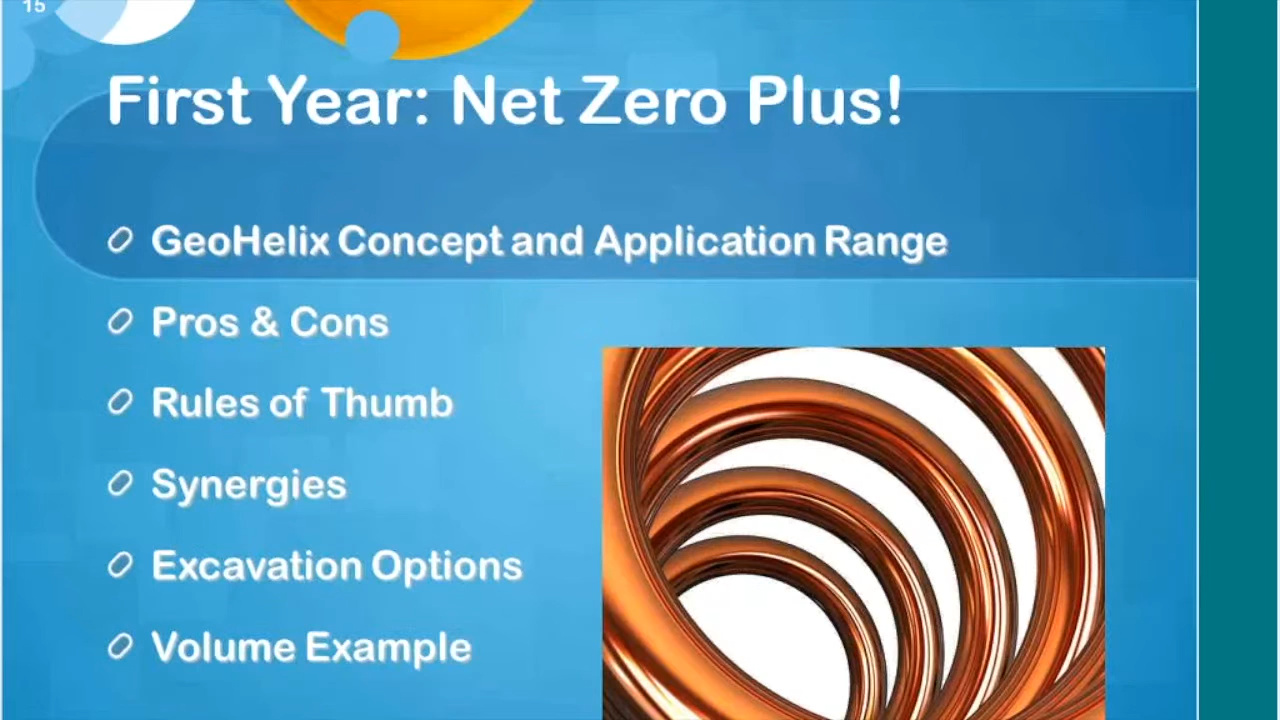 15
First Year: Net Zero Plus!
GeoHelix Concept and Application Range
Pros & Cons
Rules of Thumb
Synergies
Excavation Options
Volume Example